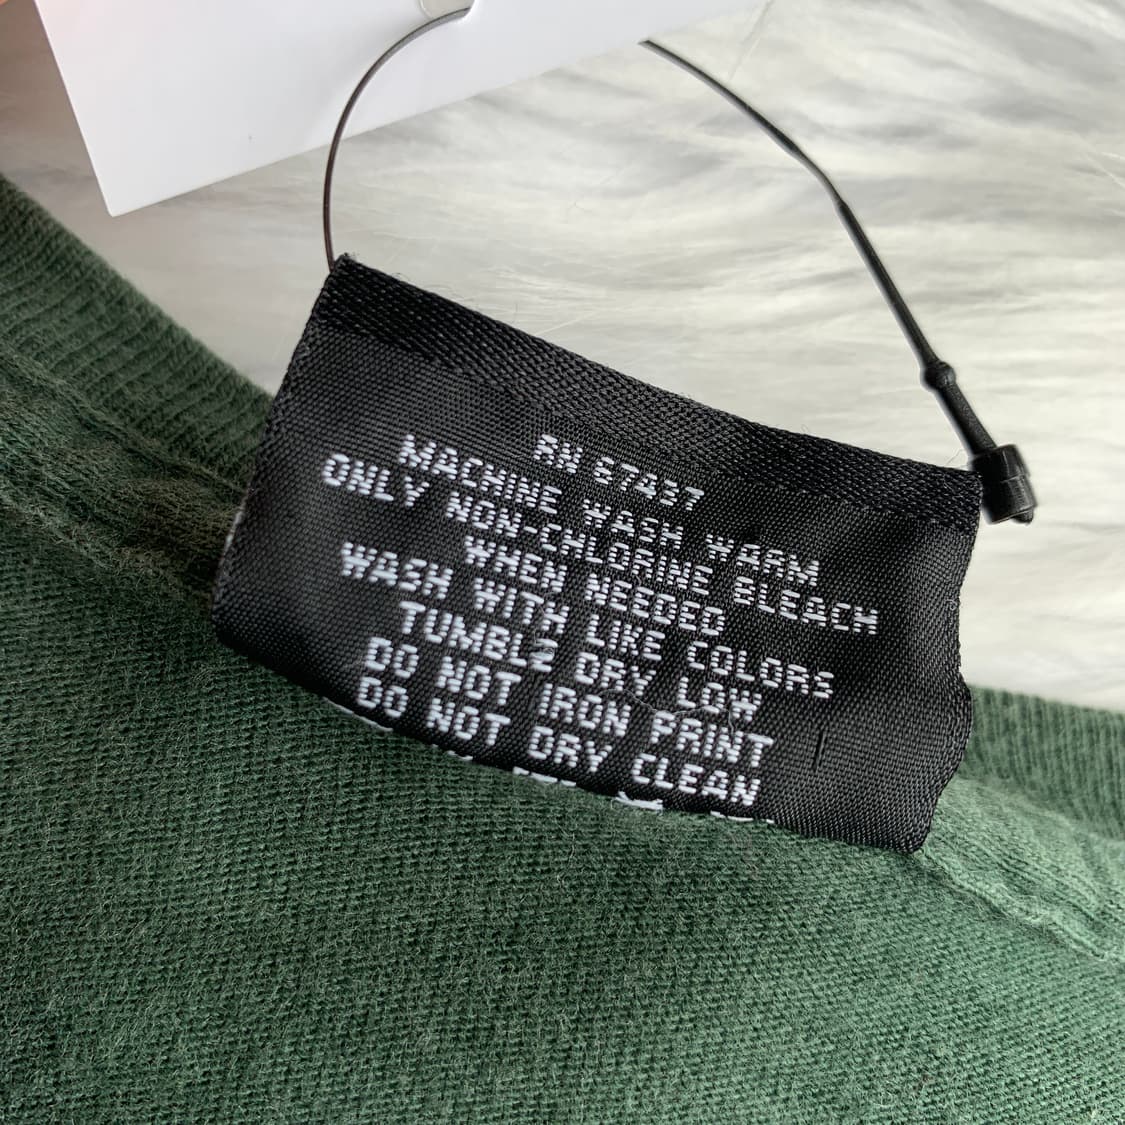 RN 67437
MACHINE WASH WARM
ONLY NON-CHLORINE BLEACH
WHEN NEEDED
WASH WITH LIKE COLORS
TUMBLE DRY LOW
DO NOT IRON PRINT
DO NOT DRY CLEAN